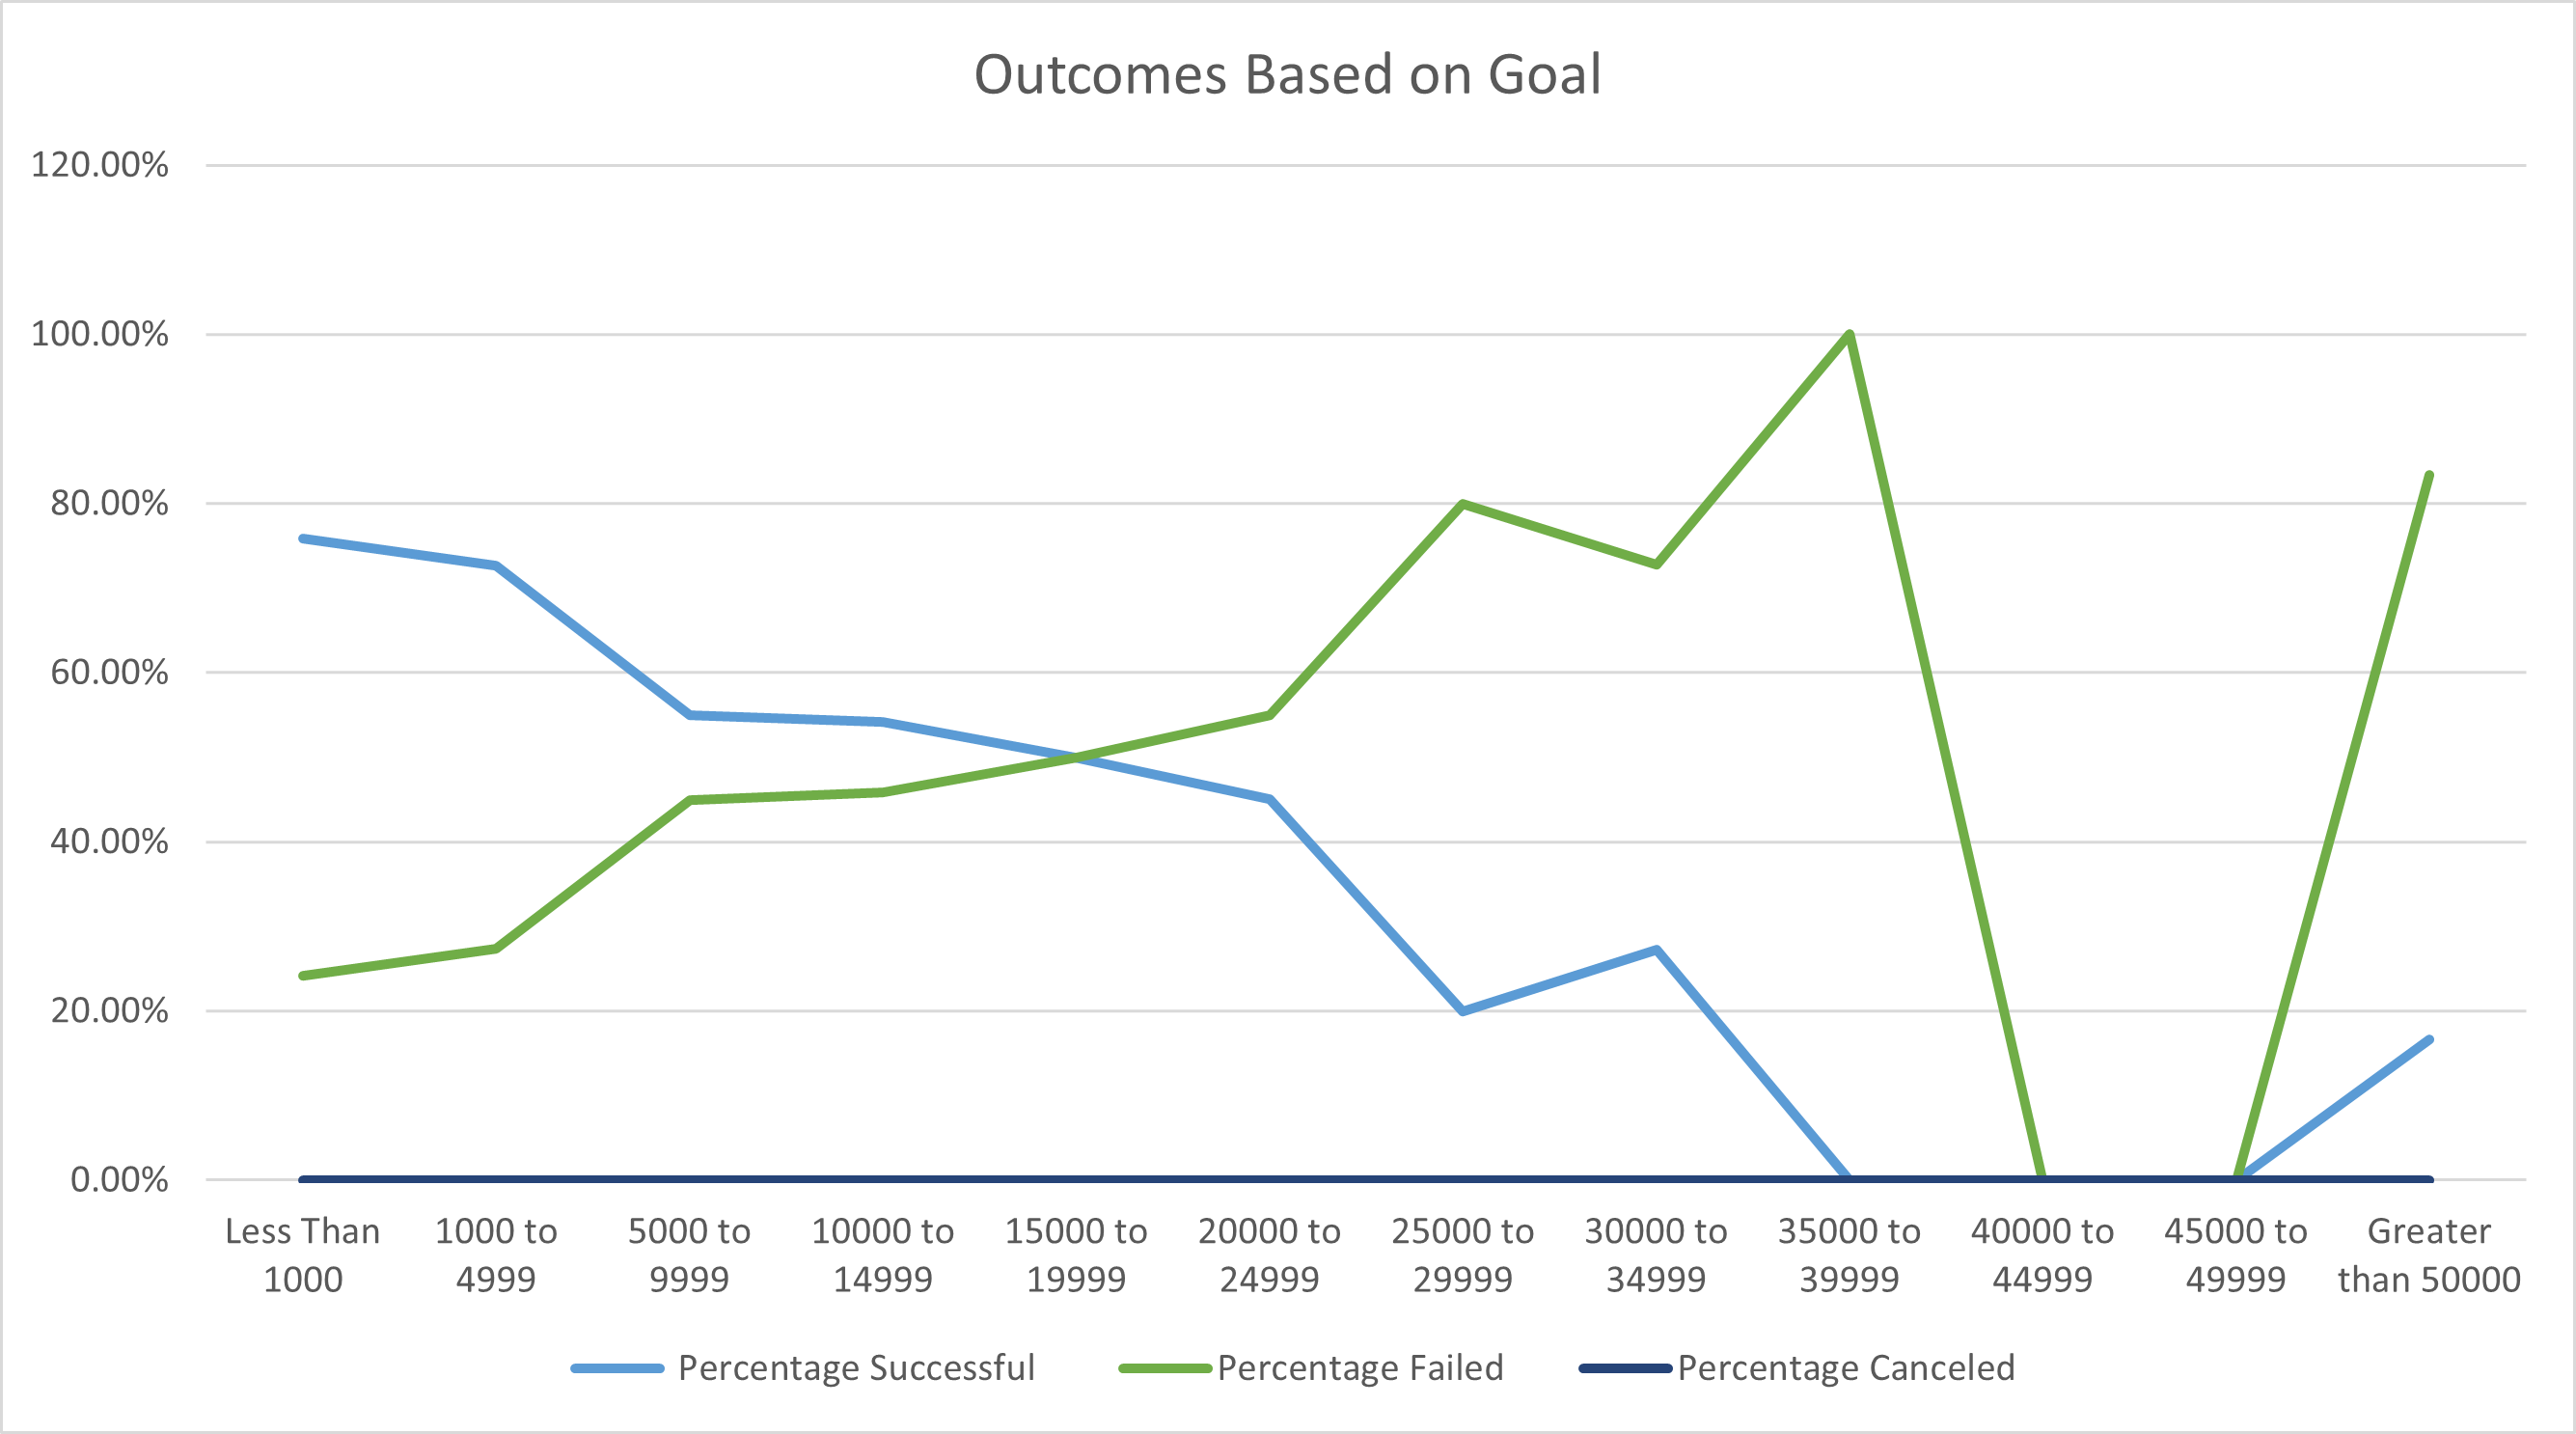 Outcomes Based on Goal
120.00%
100.00%
80.00%
60.00%
40.00%
20.00%
0.00%
Less Than
1000
1000 to
4999
5000 to
9999
10000 to
14999
15000 to
19999
20000 to
24999
25000 to
29999
30000 to
34999
35000 to
39999
40000 to
44999
45000 to
49999
Greater
than 50000
Percentage Successful
Percentage Failed
Percentage Canceled